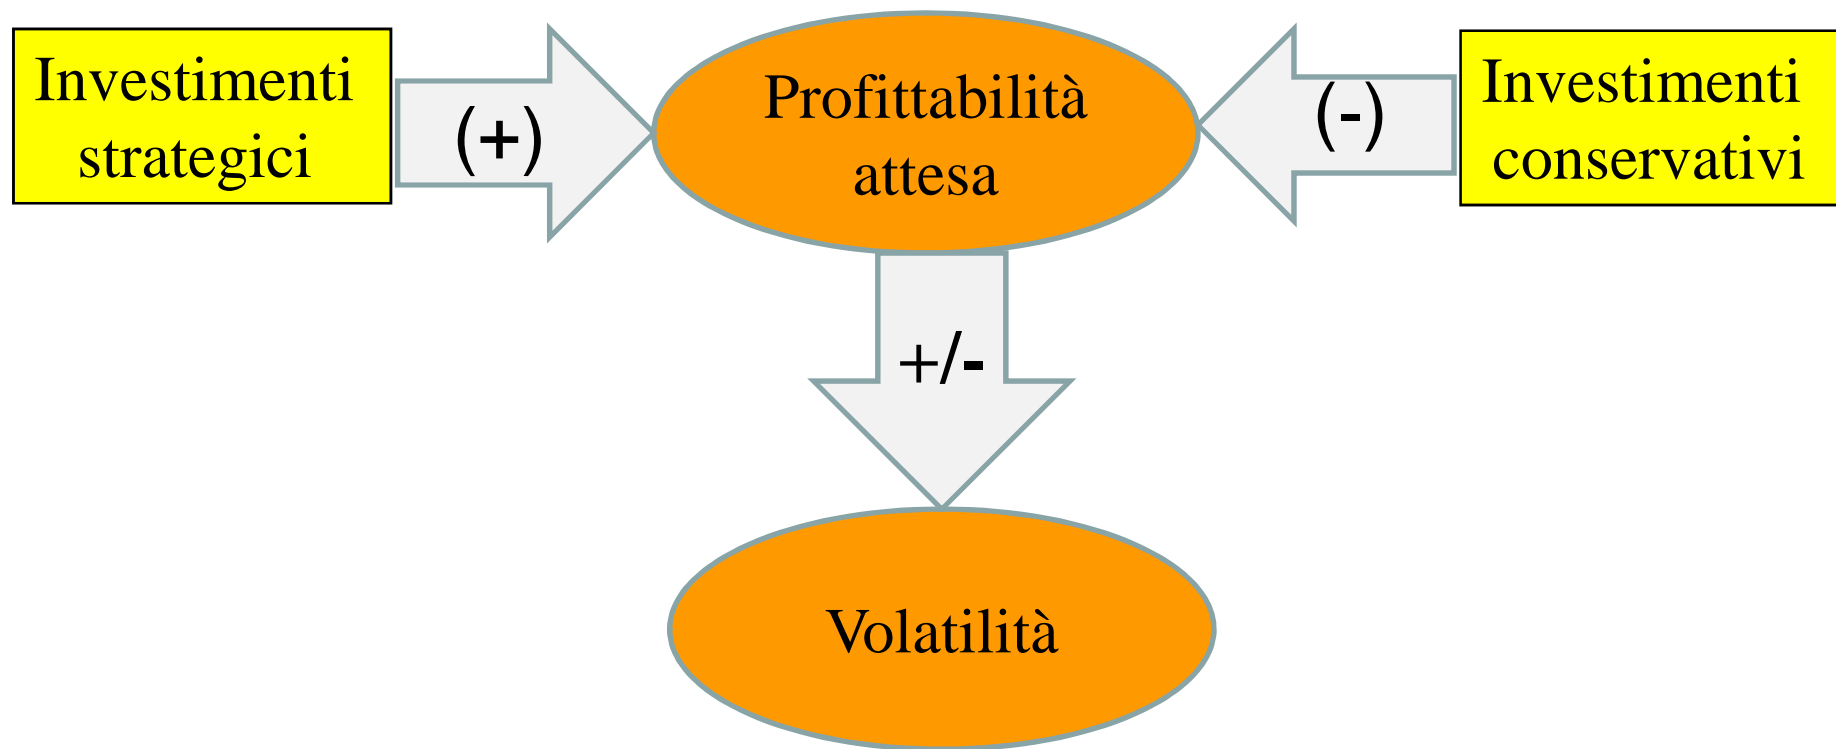 Investimenti
strategici
(+)
Profittabilità
attesa
(-)
Investimenti
conservativi
+/-
Volatilità